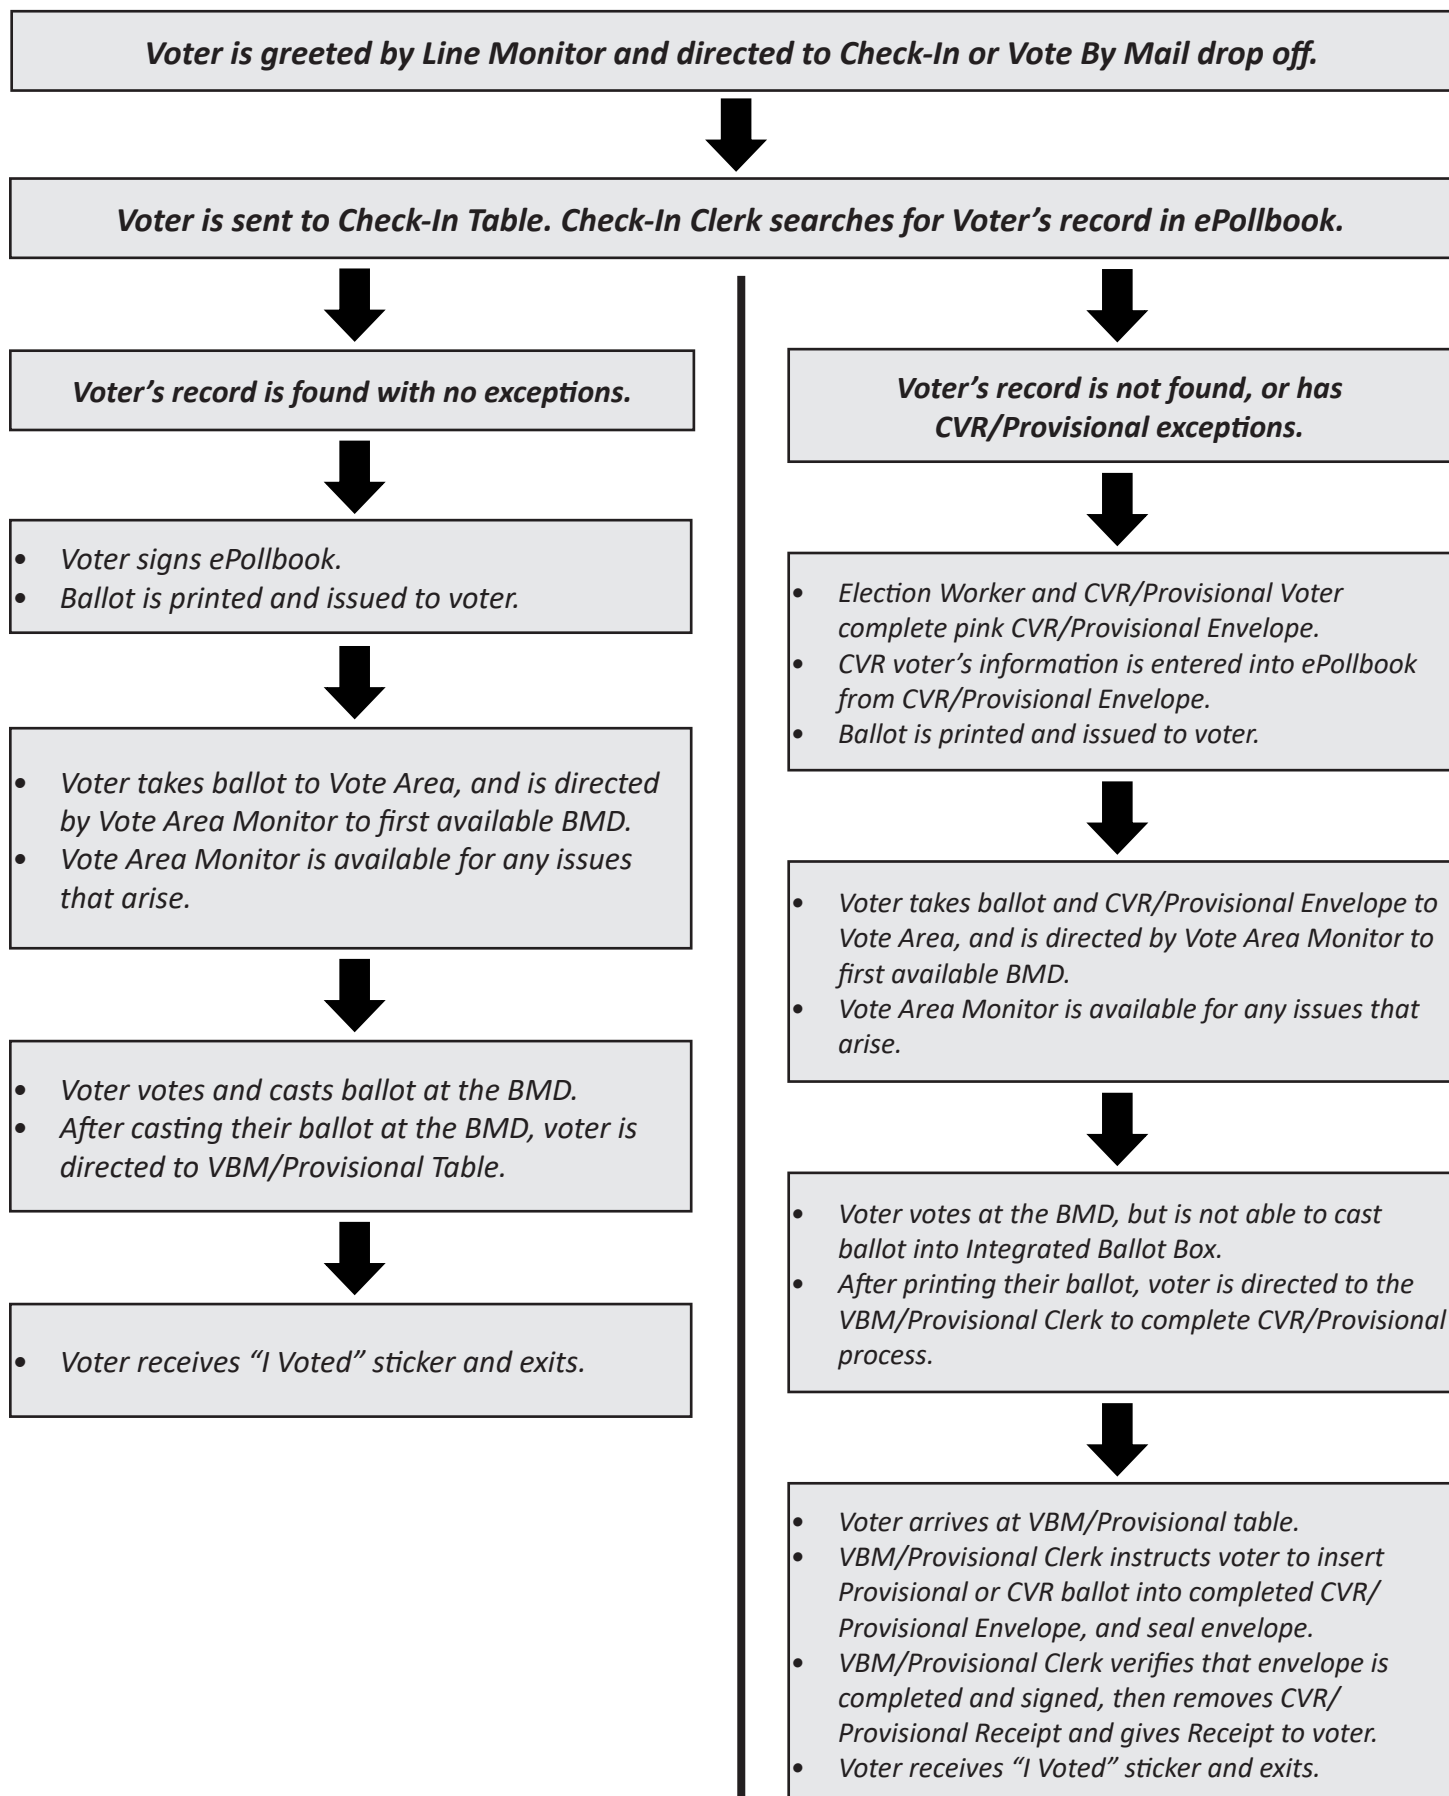 Voter is greeted by Line Monitor and directed to Check-In or Vote By Mail drop off.
Voter is sent to Check-In Table. Check-In Clerk searches for Voter’s record in ePollbook.
Voter’s record is found with no exceptions.
• Voter signs ePollbook.
• Ballot is printed and issued to voter.
• Voter takes ballot to Vote Area, and is directed
by Vote Area Monitor to first available BMD.
• Vote Area Monitor is available for any issues
that arise.
• Voter votes and casts ballot at the BMD.
• After casting their ballot at the BMD, voter is
directed to VBM/Provisional Table.
• Voter receives “I Voted” sticker and exits.
Voter’s record is not found, or has
CVR/Provisional exceptions.
• Election Worker and CVR/Provisional Voter
complete pink CVR/Provisional Envelope.
• CVR voter’s information is entered into ePollbook
from CVR/Provisional Envelope.
• Ballot is printed and issued to voter.
• Voter takes ballot and CVR/Provisional Envelope to
Vote Area, and is directed by Vote Area Monitor to
first available BMD.
• Vote Area Monitor is available for any issues that
arise.
• Voter votes at the BMD, but is not able to cast
ballot into Integrated Ballot Box.
• After printing their ballot, voter is directed to the
VBM/Provisional Clerk to complete CVR/Provisional
process.
• Voter arrives at VBM/Provisional table.
• VBM/Provisional Clerk instructs voter to insert
Provisional or CVR ballot into completed CVR/
Provisional Envelope, and seal envelope.
• VBM/Provisional Clerk verifies that envelope is
completed and signed, then removes CVR/
Provisional Receipt and gives Receipt to voter.
• Voter receives “I Voted” sticker and exits.